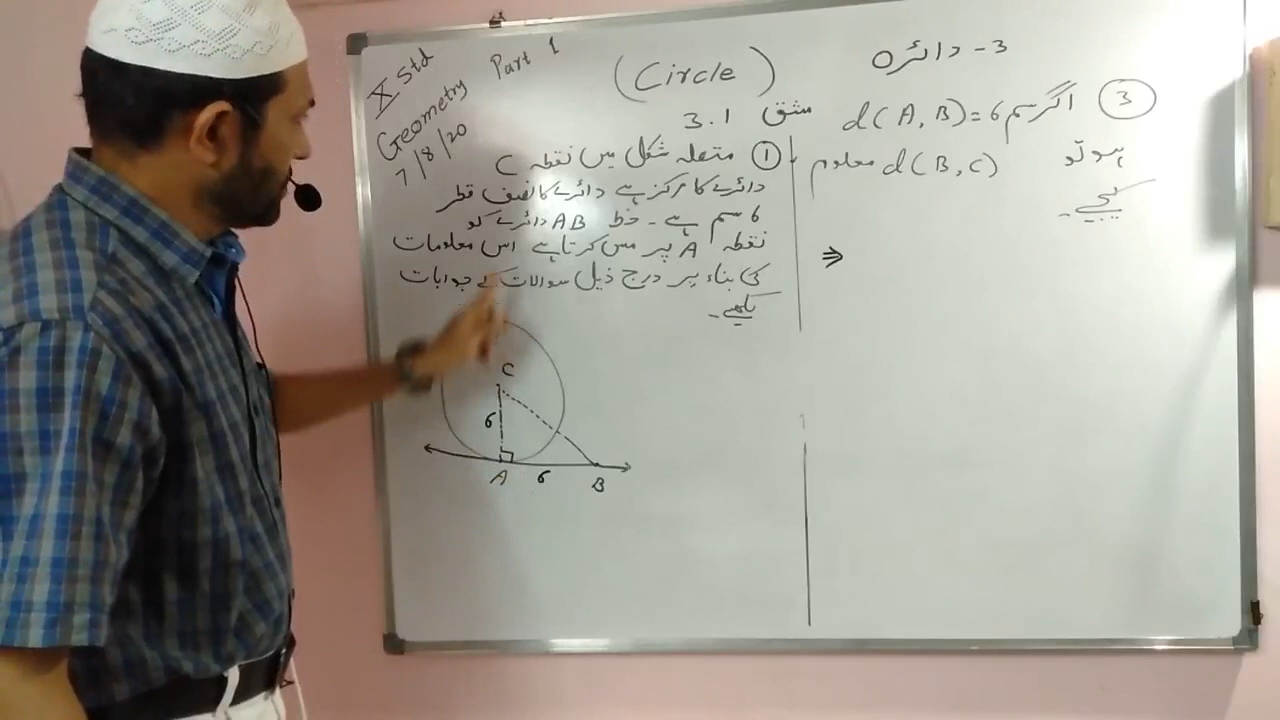 X Std
Geometry Part 1
7/8/20
(Circle)
3- دائرہ
مشق 3.1
① متصلہ شکل میں نقطہ C
دائرے کا مرکز ہے دائرے کا نصف قطر
6 سم ہے۔ خط AB دائرے کو
نقطہ A پر مس کرتا ہے اس معلومات
کی بناء پر درج ذیل سوالات کے جوابات
لکھیے۔
C
6
A 6 B
③ اگر سم d(A,B)=6
ہو تو d(B,C) معلوم
کیجیے۔
⇒